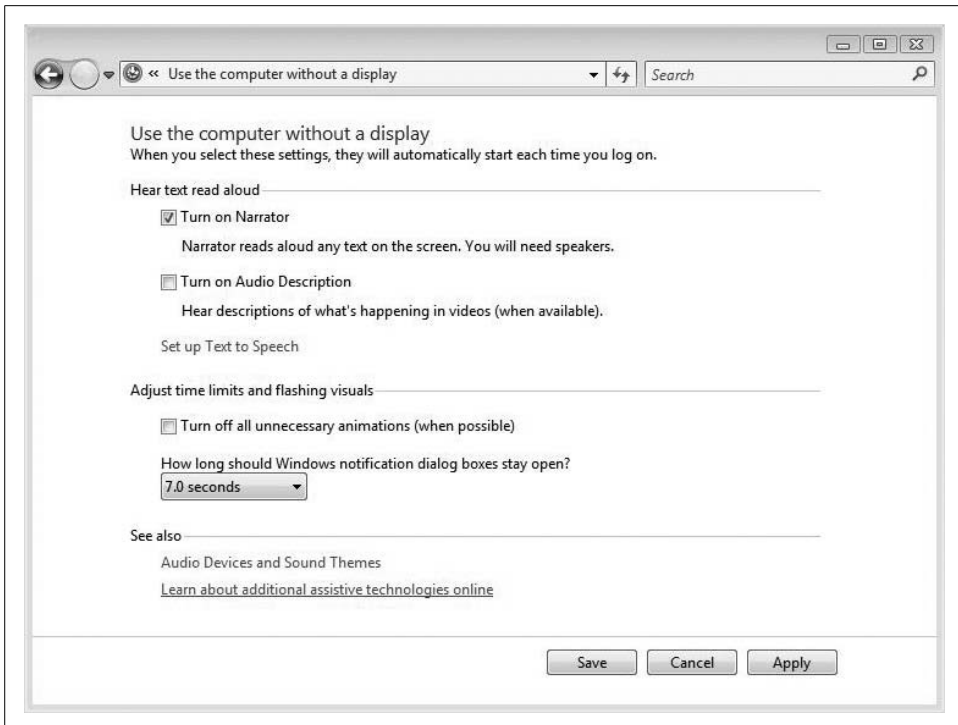 « Use the computer without a display
Search
Use the computer without a display
When you select these settings, they will automatically start each time you log on.
Hear text read aloud
Turn on Narrator
Narrator reads aloud any text on the screen. You will need speakers.
Turn on Audio Description
Hear descriptions of what's happening in videos (when available).
Set up Text to Speech
Adjust time limits and flashing visuals
Turn off all unnecessary animations (when possible)
How long should Windows notification dialog boxes stay open?
7.0 seconds
See also
Audio Devices and Sound Themes
Learn about additional assistive technologies online
Save
Cancel
Apply